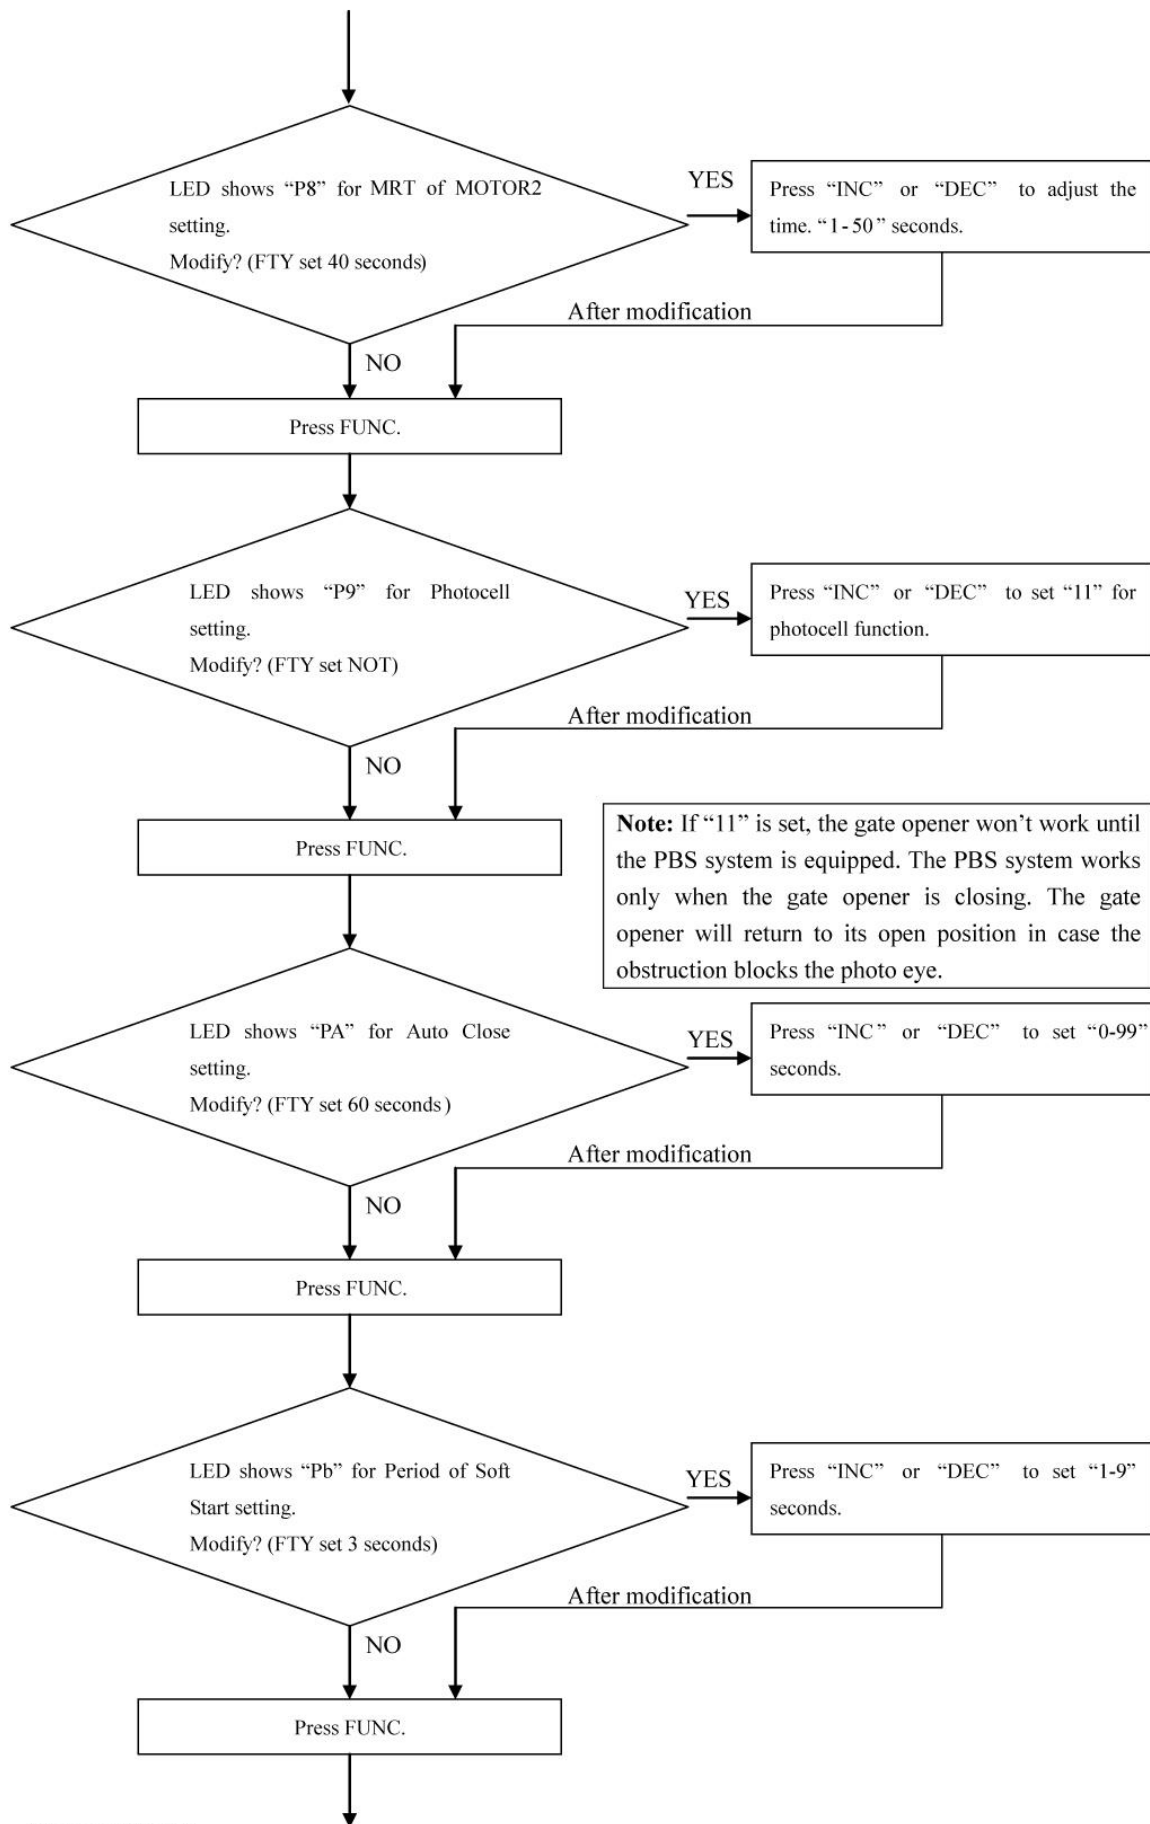 LED shows “P8” for MRT of MOTOR2
setting.
Modify? (FTY set 40 seconds)
YES
Press “INC” or “DEC” to adjust the
time. “1-50” seconds.
After modification
NO
Press FUNC.
LED shows “P9” for Photocell
setting.
Modify? (FTY set NOT)
YES
Press “INC” or “DEC” to set “11” for
photocell function.
After modification
NO
Press FUNC.
Note: If “11” is set, the gate opener won’t work until
the PBS system is equipped. The PBS system works
only when the gate opener is closing. The gate
opener will return to its open position in case the
obstruction blocks the photo eye.
LED shows “PA” for Auto Close
setting.
Modify? (FTY set 60 seconds)
YES
Press “INC” or “DEC” to set “0-99”
seconds.
After modification
NO
Press FUNC.
LED shows “Pb” for Period of Soft
Start setting.
Modify? (FTY set 3 seconds)
YES
Press “INC” or “DEC” to set “1-9”
seconds.
After modification
NO
Press FUNC.